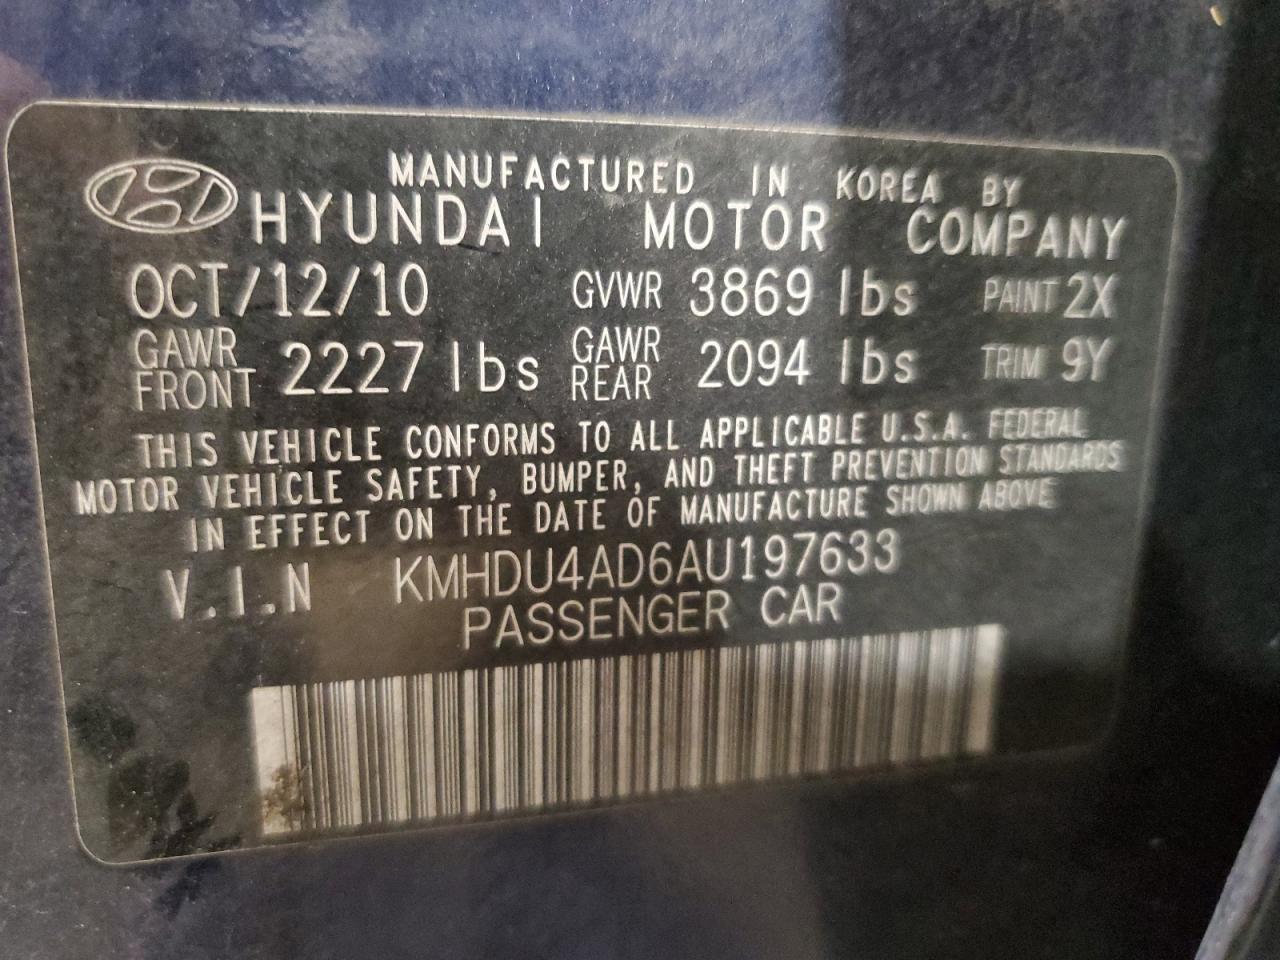 MANUFACTURED IN KOREA BY
HYUNDAI MOTOR COMPANY
OCT/12/10 GVWR 3869 lbs PAINT 2X
GAWR FRONT 2227 lbs GAWR REAR 2094 lbs TRIM 9Y
THIS VEHICLE CONFORMS TO ALL APPLICABLE U.S.A. FEDERAL
MOTOR VEHICLE SAFETY, BUMPER, AND THEFT PREVENTION STANDARDS
IN EFFECT ON THE DATE OF MANUFACTURE SHOWN ABOVE
V.I.N KMHDU4AD6AU197633
PASSENGER CAR